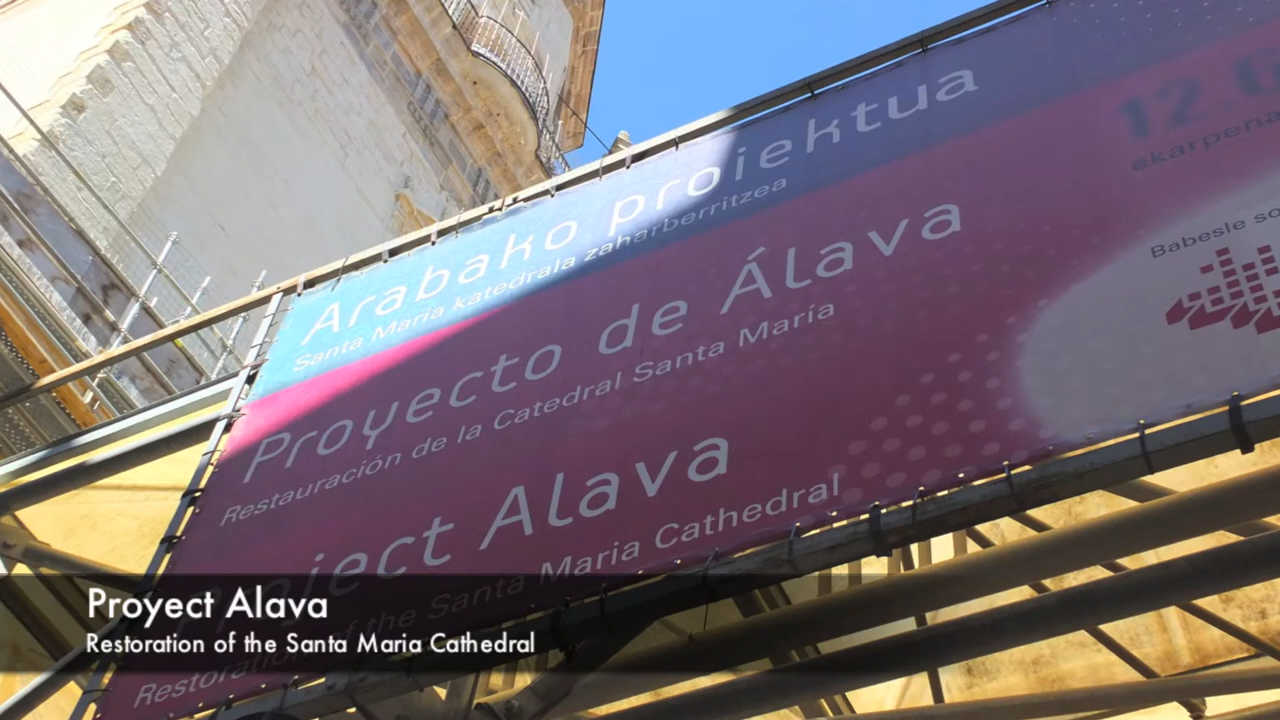 Arabako proiektua
Santa Maria katedrala zaharberritzea
Proyecto de Álava
Restauración de la Catedral Santa María
Project Alava
Restoration of the Santa Maria Cathedral
12
ekarpena
Babesle
Proyect Alava
Restoration of the Santa Maria Cathedral